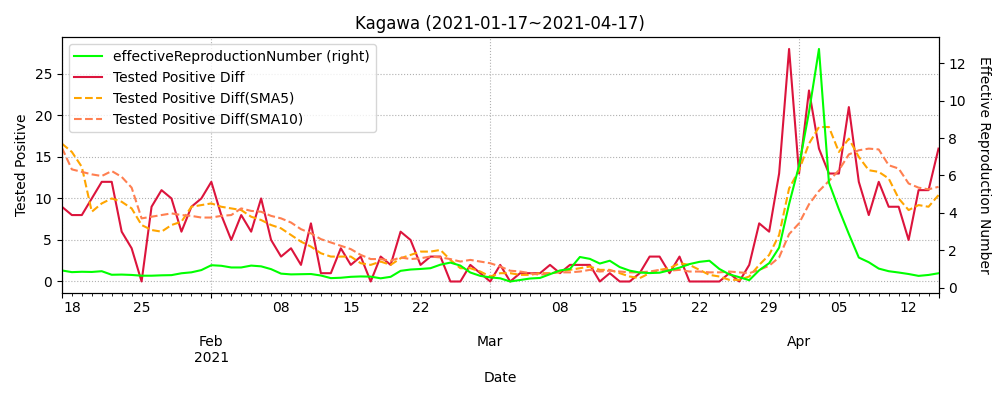 Kagawa (2021-01-17~2021-04-17)
effectiveReproductionNumber (right)
Tested Positive Diff
Tested Positive Diff(SMA5)
Tested Positive Diff(SMA10)
Tested Positive
0
5
10
15
20
25
Effective Reproduction Number
0
2
4
6
8
10
12
18 25 08 15 22 08 15 22 29 05 12
Feb Mar Apr
2021
Date